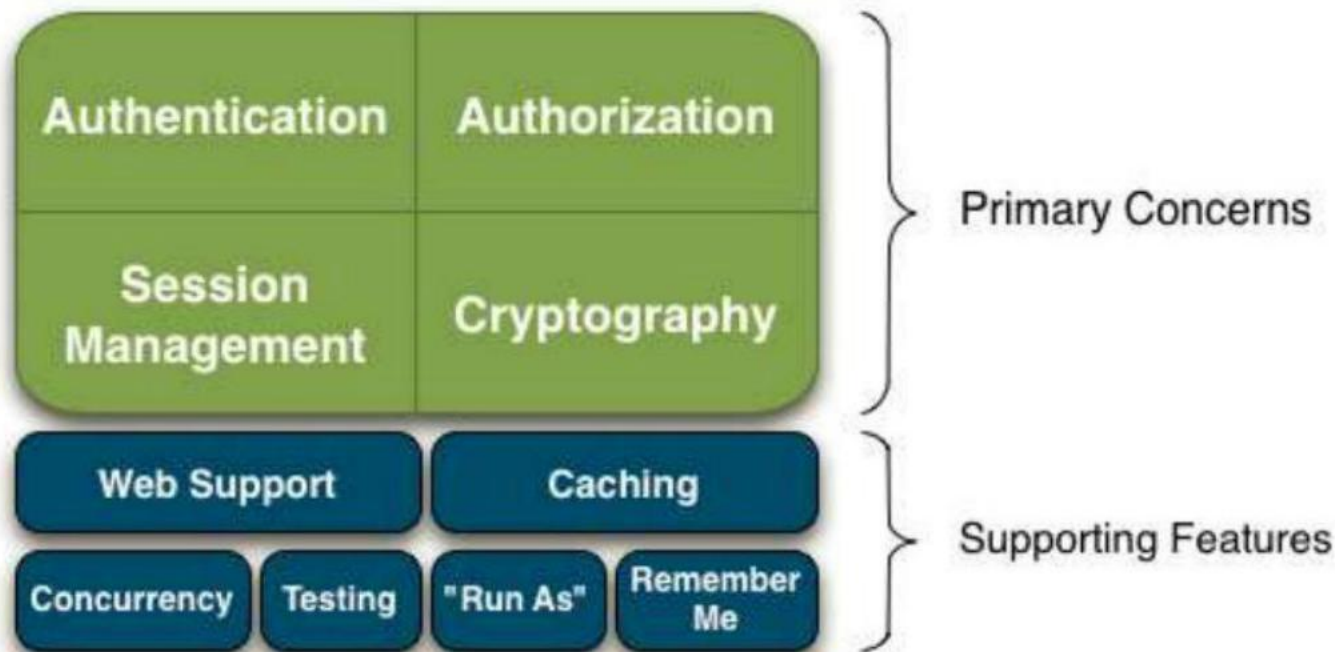 Authentication
Authorization
Session
Management
Cryptography
Primary Concerns
Web Support
Caching
Supporting Features
Concurrency
Testing
"Run As"
Remember
Me